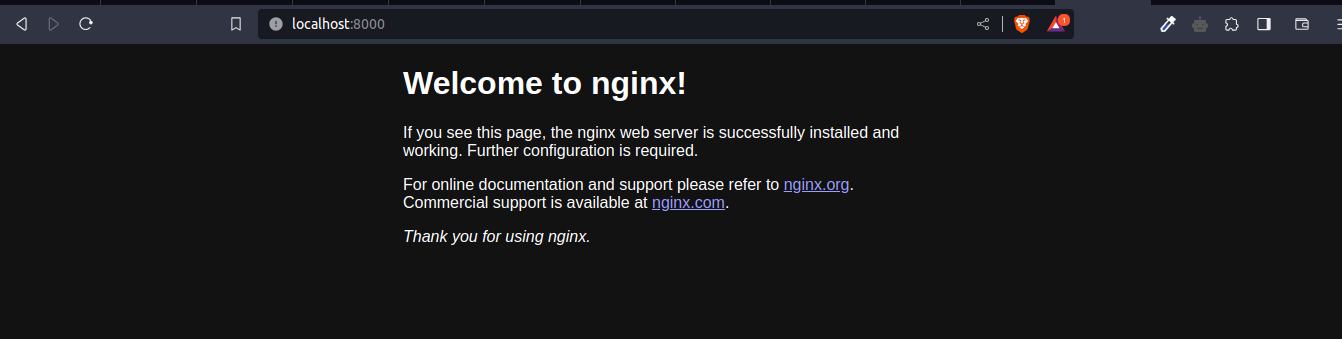 localhost:8000
1
Welcome to nginx!
If you see this page, the nginx web server is successfully installed and
working. Further configuration is required.
For online documentation and support please refer to nginx.org.
Commercial support is available at nginx.com.
Thank you for using nginx.